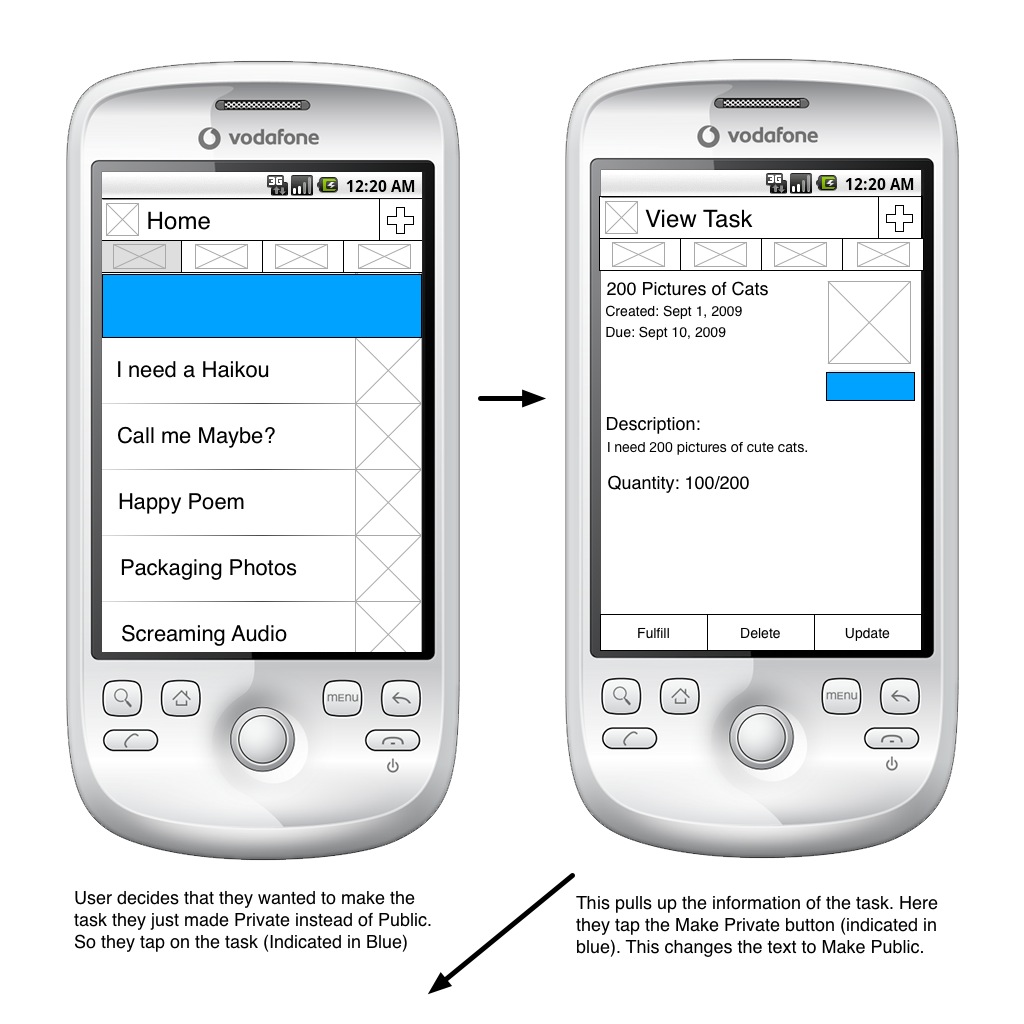 vodafone
3G 12:20 AM
Home
I need a Haikou
Call me Maybe?
Happy Poem
Packaging Photos
Screaming Audio
MENU
User decides that they wanted to make the
task they just made Private instead of Public.
So they tap on the task (Indicated in Blue)
vodafone
3G 12:20 AM
View Task
200 Pictures of Cats
Created: Sept 1, 2009
Due: Sept 10, 2009
Description:
I need 200 pictures of cute cats.
Quantity: 100/200
Fulfill Delete Update
MENU
This pulls up the information of the task. Here
they tap the Make Private button (indicated in
blue). This changes the text to Make Public.